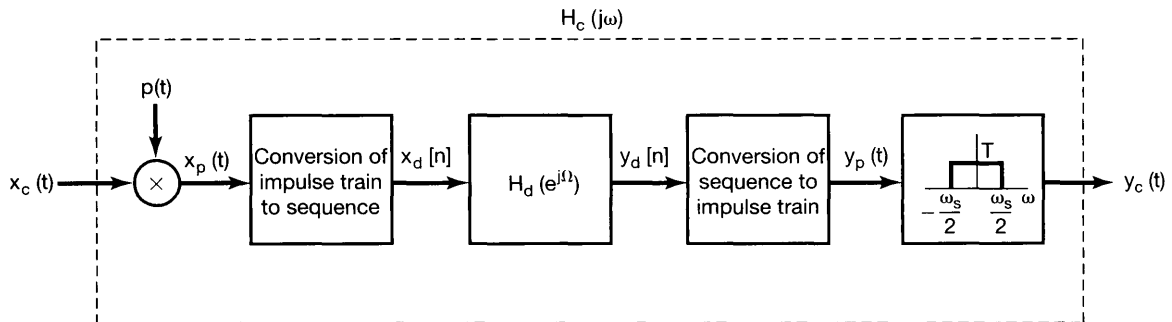 H_c (jω)
p(t)
x_c (t)
×
x_p (t)
Conversion of
impulse train
to sequence
x_d [n]
H_d (e^{jΩ})
y_d [n]
Conversion of
sequence to
impulse train
y_p (t)
T
-ω_s/2
ω_s/2
ω
y_c (t)